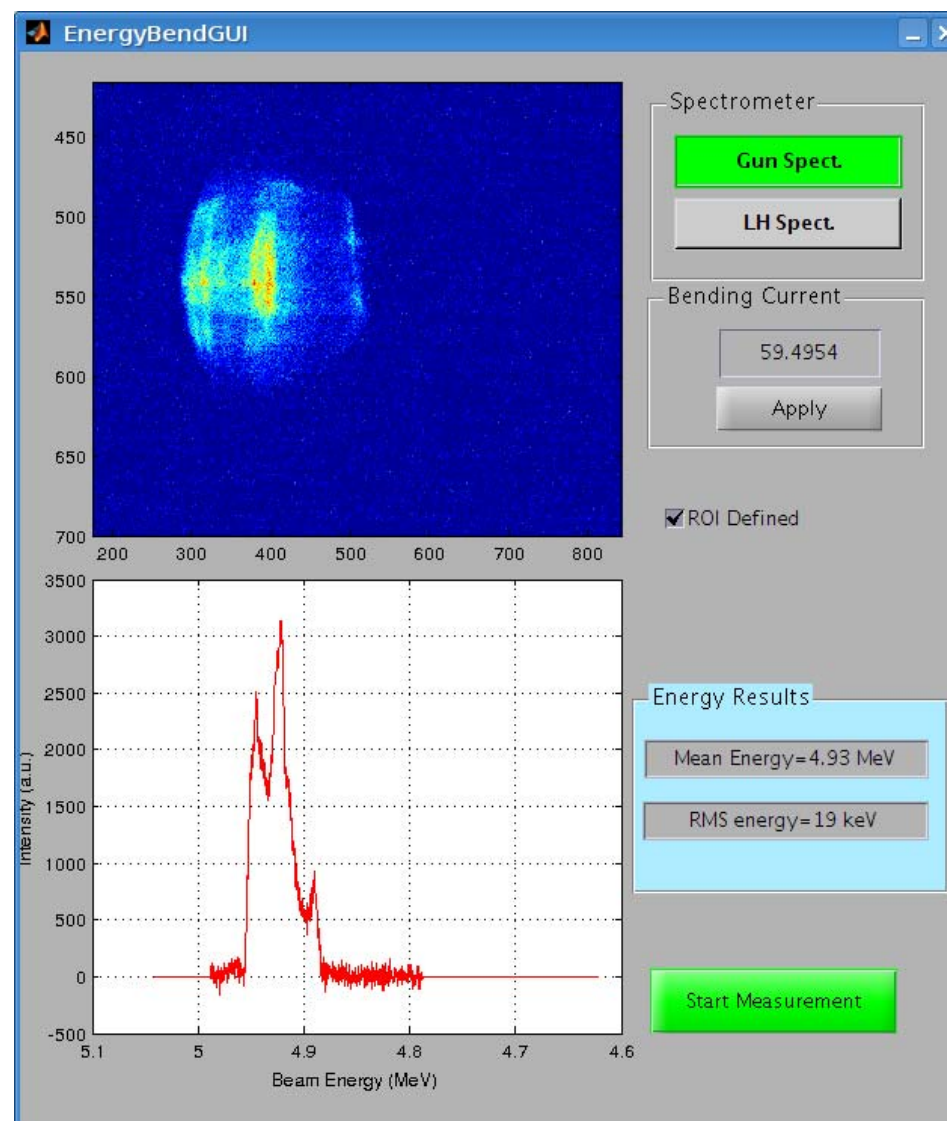 EnergyBendGUI
450
500
550
600
650
700
200 300 400 500 600 700 800
Spectrometer
Gun Spect.
LH Spect.
Bending Current
59.4954
Apply
ROI Defined
3500
3000
2500
2000
1500
1000
500
0
-500
5.1 5 4.9 4.8 4.7 4.6
Intensity (a.u.)
Beam Energy (MeV)
Energy Results
Mean Energy=4.93 MeV
RMS energy=19 keV
Start Measurement